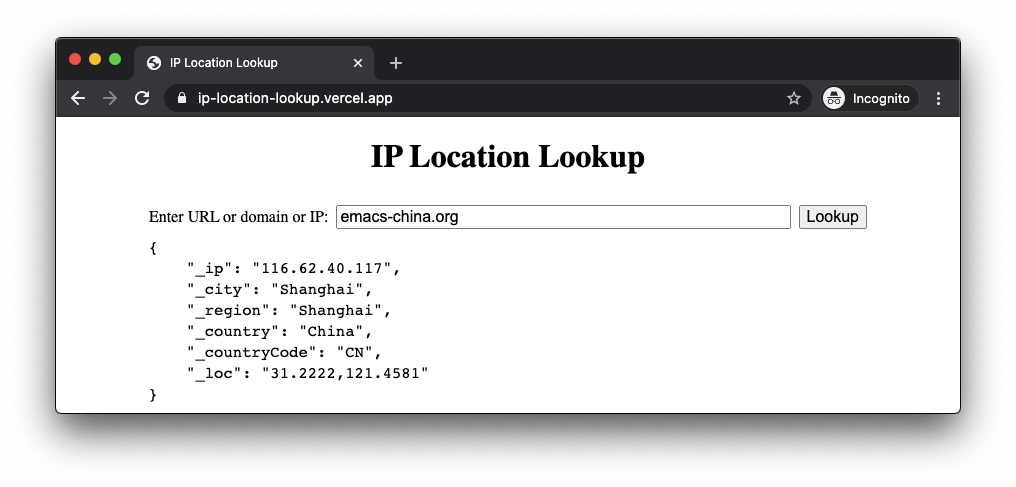 IP Location Lookup
ip-location-lookup.vercel.app
Incognito
IP Location Lookup
Enter URL or domain or IP: emacs-china.org Lookup
{
    "_ip": "116.62.40.117",
    "_city": "Shanghai",
    "_region": "Shanghai",
    "_country": "China",
    "_countryCode": "CN",
    "_loc": "31.2222,121.4581"
}